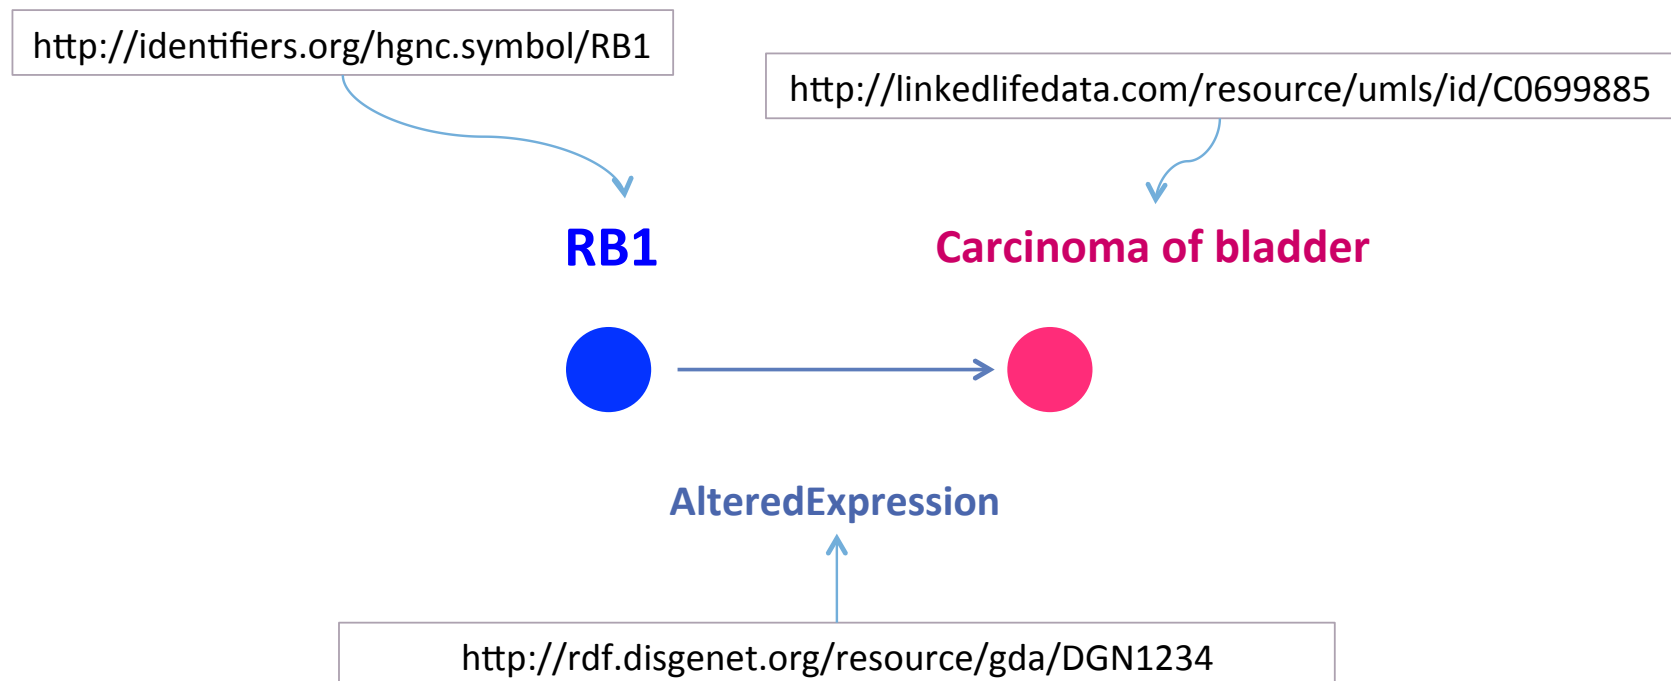 http://identifiers.org/hgnc.symbol/RB1
http://linkedlifedata.com/resource/umls/id/C0699885
RB1
Carcinoma of bladder
AlteredExpression
http://rdf.disgenet.org/resource/gda/DGN1234